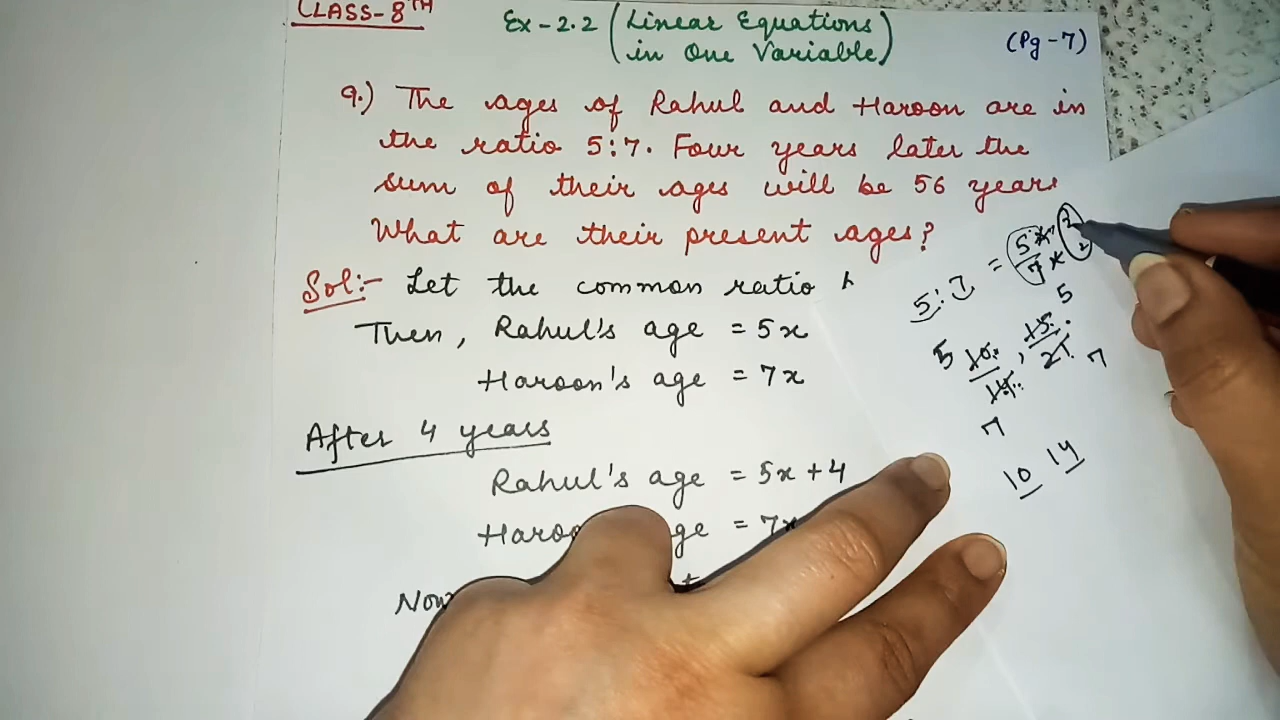 CLASS-8TH
Ex-2.2 (Linear Equations in One Variable)
(Pg-7)
9.) The ages of Rahul and Haroon are in
the ratio 5:7. Four years later the
sum of their ages will be 56 years
What are their present ages?
Sol:- Let the common ratio
Then, Rahul's age = 5x
Haroon's age = 7x
After 4 years
Rahul's age = 5x+4
= 7x
Now
5:7 =
5
7
10 14